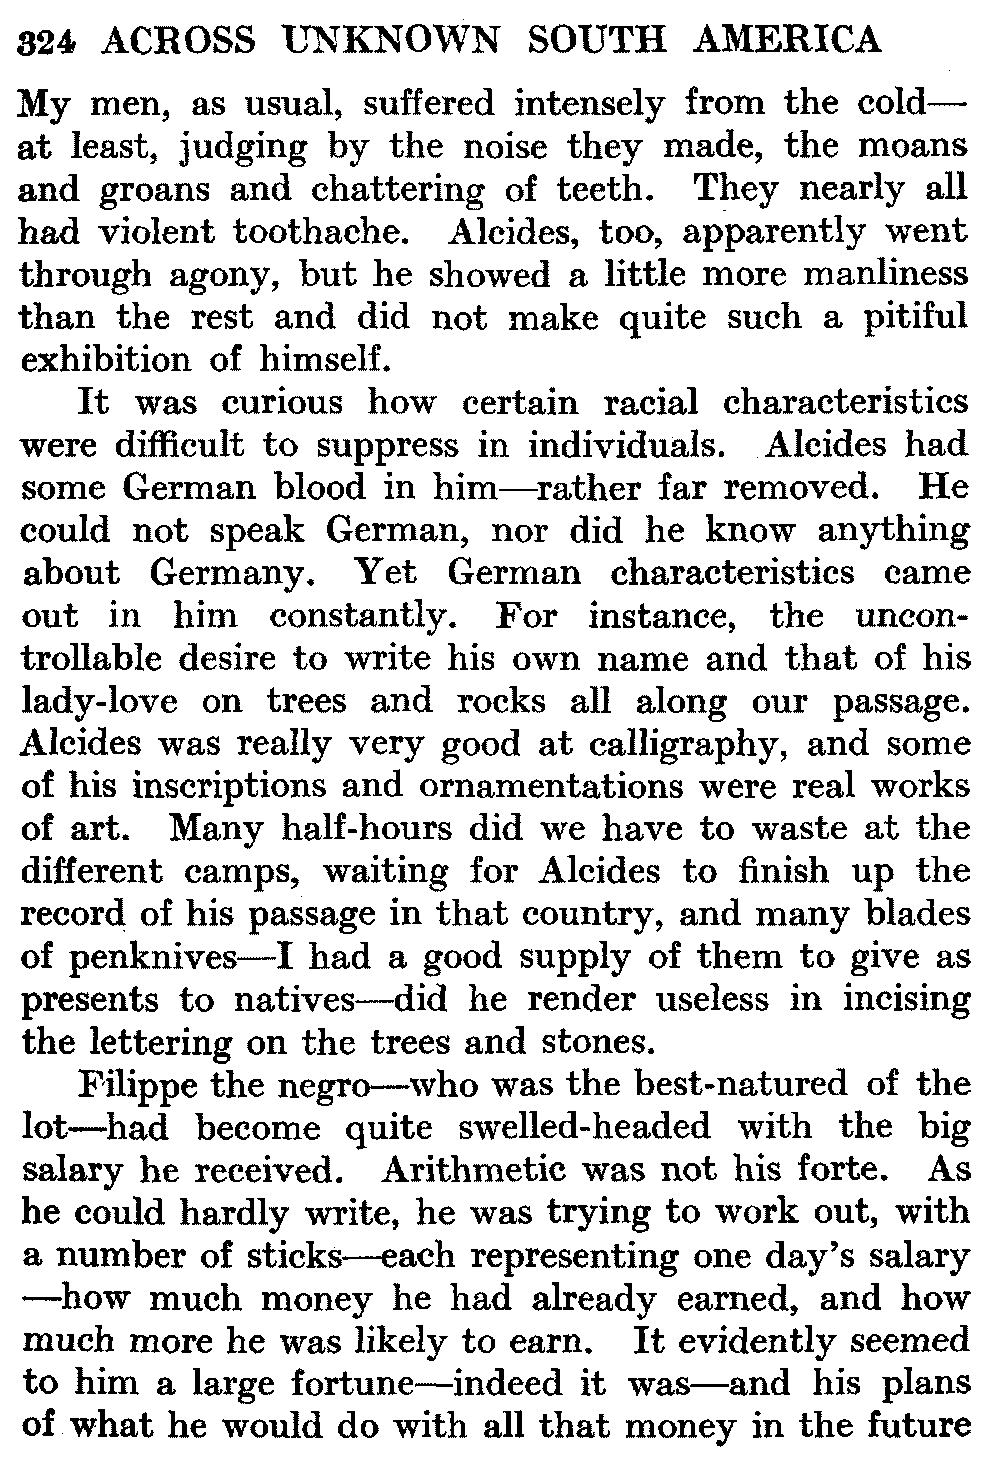 324 ACROSS UNKNOWN SOUTH AMERICA
My men, as usual, suffered intensely from the cold—
at least, judging by the noise they made, the moans
and groans and chattering of teeth. They nearly all
had violent toothache. Alcides, too, apparently went
through agony, but he showed a little more manliness
than the rest and did not make quite such a pitiful
exhibition of himself.
It was curious how certain racial characteristics
were difficult to suppress in individuals. Alcides had
some German blood in him—rather far removed. He
could not speak German, nor did he know anything
about Germany. Yet German characteristics came
out in him constantly. For instance, the uncon-
trollable desire to write his own name and that of his
lady-love on trees and rocks all along our passage.
Alcides was really very good at calligraphy, and some
of his inscriptions and ornamentations were real works
of art. Many half-hours did we have to waste at the
different camps, waiting for Alcides to finish up the
record of his passage in that country, and many blades
of penknives—I had a good supply of them to give as
presents to natives—did he render useless in incising
the lettering on the trees and stones.
Filippe the negro—who was the best-natured of the
lot—had become quite swelled-headed with the big
salary he received. Arithmetic was not his forte. As
he could hardly write, he was trying to work out, with
a number of sticks—each representing one day's salary
—how much money he had already earned, and how
much more he was likely to earn. It evidently seemed
to him a large fortune—indeed it was—and his plans
of what he would do with all that money in the future